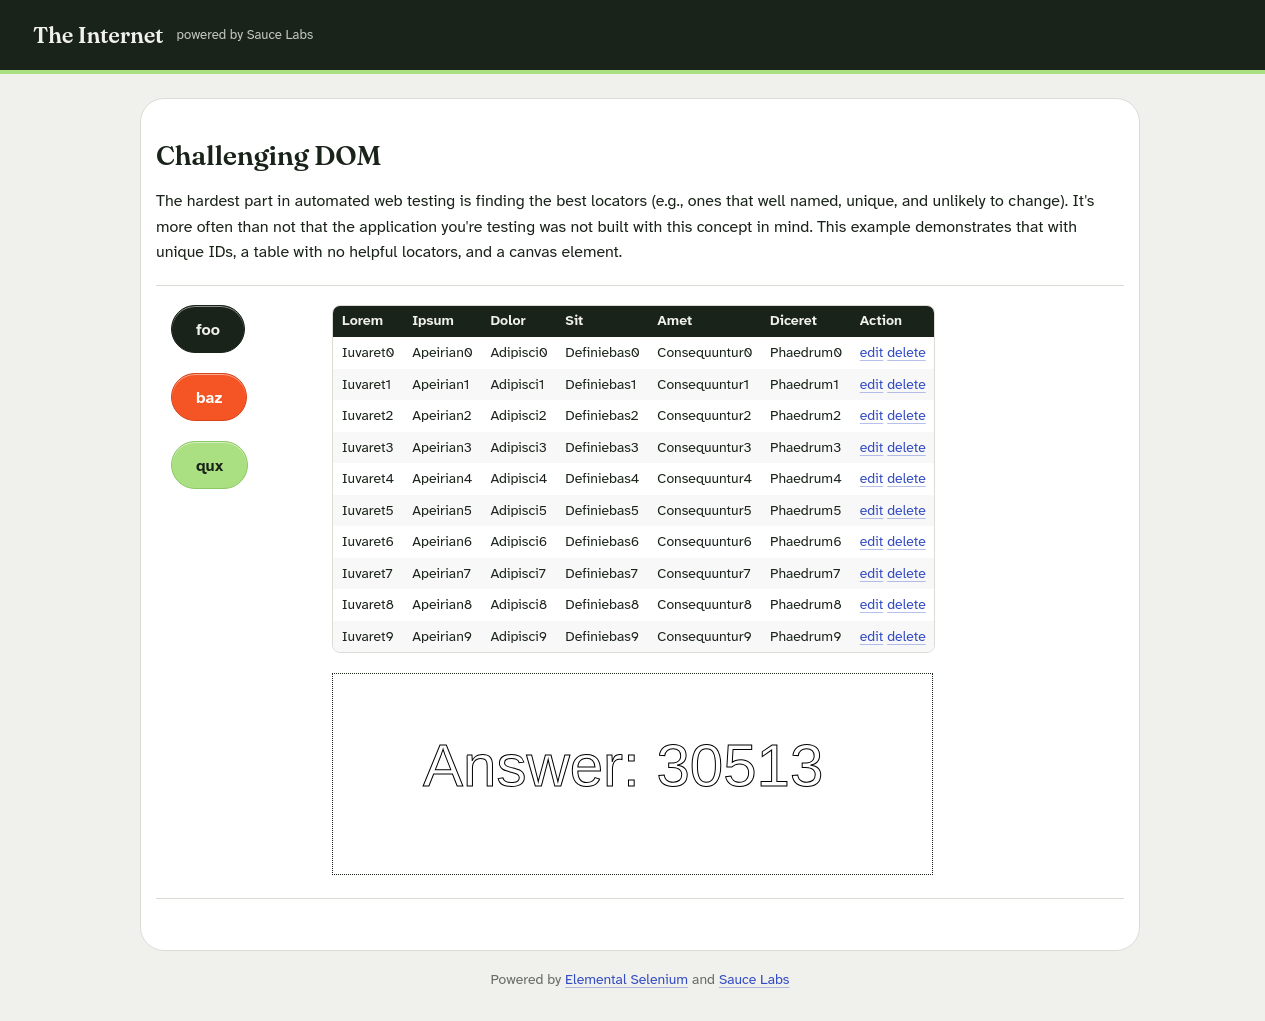 The Internet powered by Sauce Labs
Challenging DOM
The hardest part in automated web testing is finding the best locators (e.g., ones that well named, unique, and unlikely to change). It's
more often than not that the application you're testing was not built with this concept in mind. This example demonstrates that with
unique IDs, a table with no helpful locators, and a canvas element.
foo
baz
qux
Lorem Ipsum Dolor Sit Amet Diceret Action
Iuvaret0 Apeirian0 Adipisci0 Definiebas0 Consequuntur0 Phaedrum0 edit delete
Iuvaret1 Apeirian1 Adipisci1 Definiebas1 Consequuntur1 Phaedrum1 edit delete
Iuvaret2 Apeirian2 Adipisci2 Definiebas2 Consequuntur2 Phaedrum2 edit delete
Iuvaret3 Apeirian3 Adipisci3 Definiebas3 Consequuntur3 Phaedrum3 edit delete
Iuvaret4 Apeirian4 Adipisci4 Definiebas4 Consequuntur4 Phaedrum4 edit delete
Iuvaret5 Apeirian5 Adipisci5 Definiebas5 Consequuntur5 Phaedrum5 edit delete
Iuvaret6 Apeirian6 Adipisci6 Definiebas6 Consequuntur6 Phaedrum6 edit delete
Iuvaret7 Apeirian7 Adipisci7 Definiebas7 Consequuntur7 Phaedrum7 edit delete
Iuvaret8 Apeirian8 Adipisci8 Definiebas8 Consequuntur8 Phaedrum8 edit delete
Iuvaret9 Apeirian9 Adipisci9 Definiebas9 Consequuntur9 Phaedrum9 edit delete
Answer: 30513
Powered by Elemental Selenium and Sauce Labs